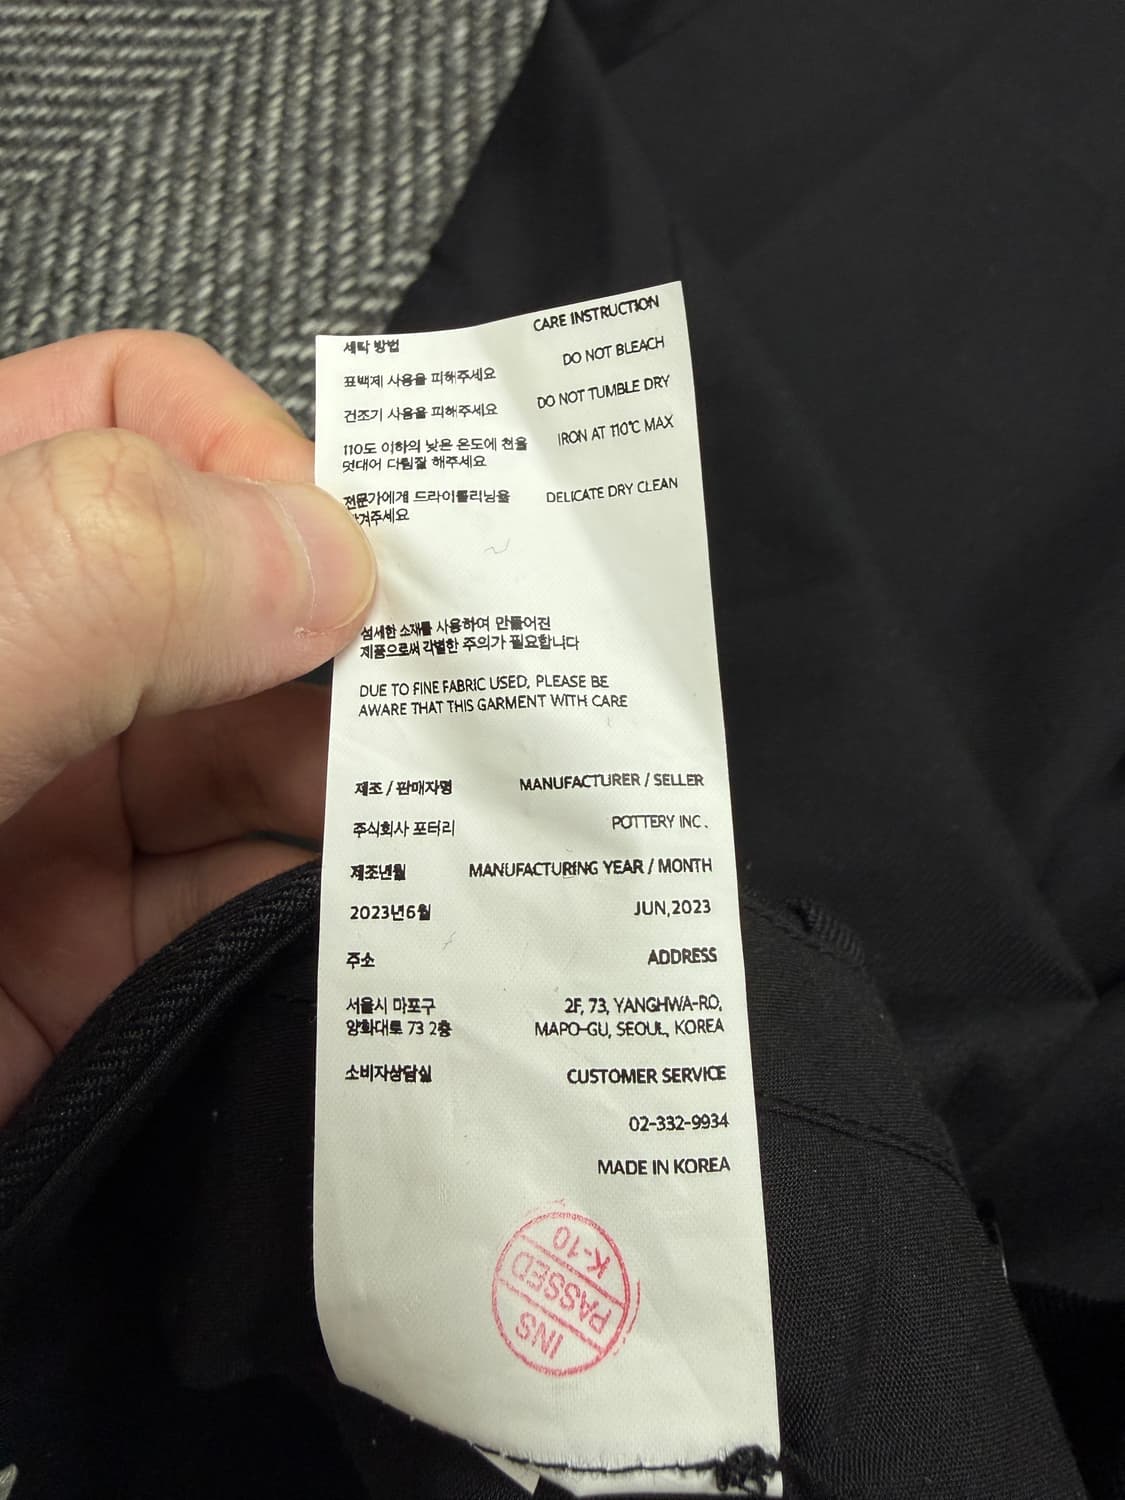 세탁 방법 CARE INSTRUCTION
표백제 사용을 피해주세요 DO NOT BLEACH
건조기 사용을 피해주세요 DO NOT TUMBLE DRY
110도 이하의 낮은 온도에 천을 IRON AT 110℃ MAX
덧대어 다림질 해주세요
전문가에게 드라이클리닝을 DELICATE DRY CLEAN
맡겨주세요
섬세한 소재를 사용하여 만들어진
제품으로써 각별한 주의가 필요합니다
DUE TO FINE FABRIC USED, PLEASE BE
AWARE THAT THIS GARMENT WITH CARE
제조 / 판매자명 MANUFACTURER / SELLER
주식회사 포터리 POTTERY INC.
제조년월 MANUFACTURING YEAR / MONTH
2023년6월 JUN,2023
주소 ADDRESS
서울시 마포구 2F, 73, YANGHWA-RO,
양화대로 73 2층 MAPO-GU, SEOUL, KOREA
소비자상담실 CUSTOMER SERVICE
02-332-9934
MADE IN KOREA
INS
PASSED
K-10